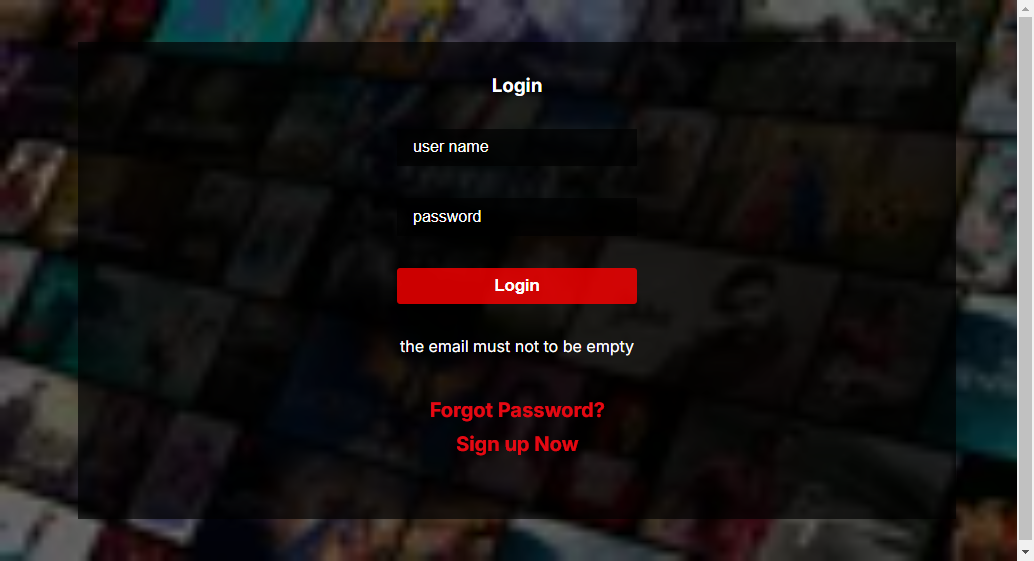 Login
user name
password
Login
the email must not to be empty
Forgot Password?
Sign up Now